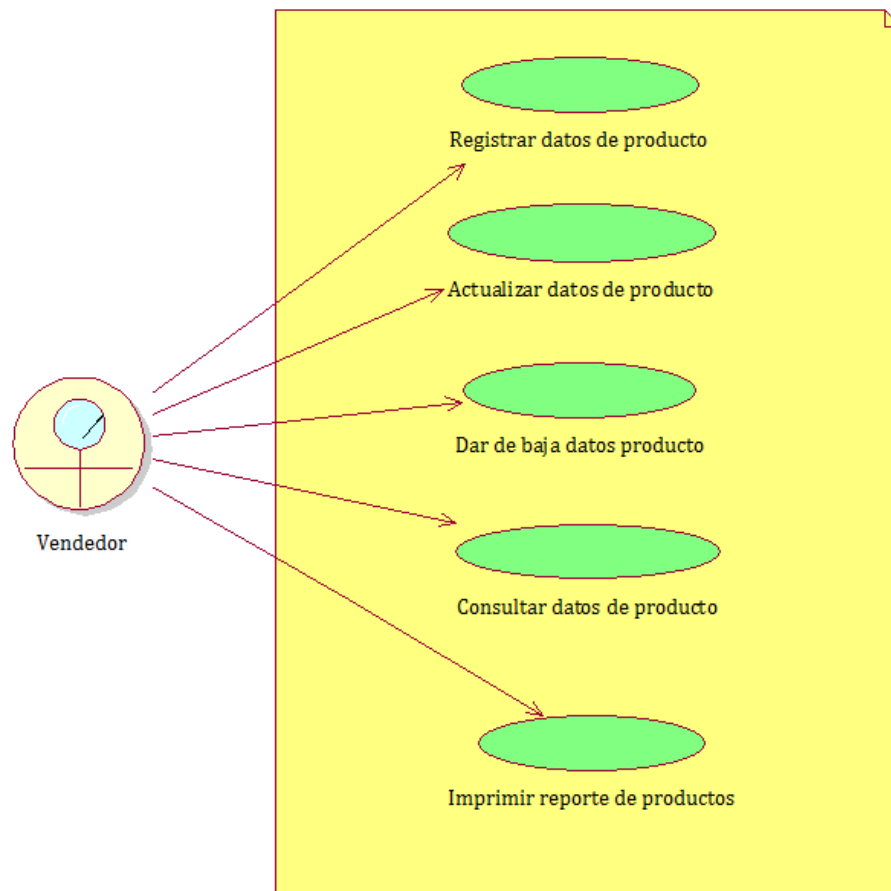 Registrar datos de producto
Actualizar datos de producto
Dar de baja datos producto
Vendedor
Consultar datos de producto
Imprimir reporte de productos